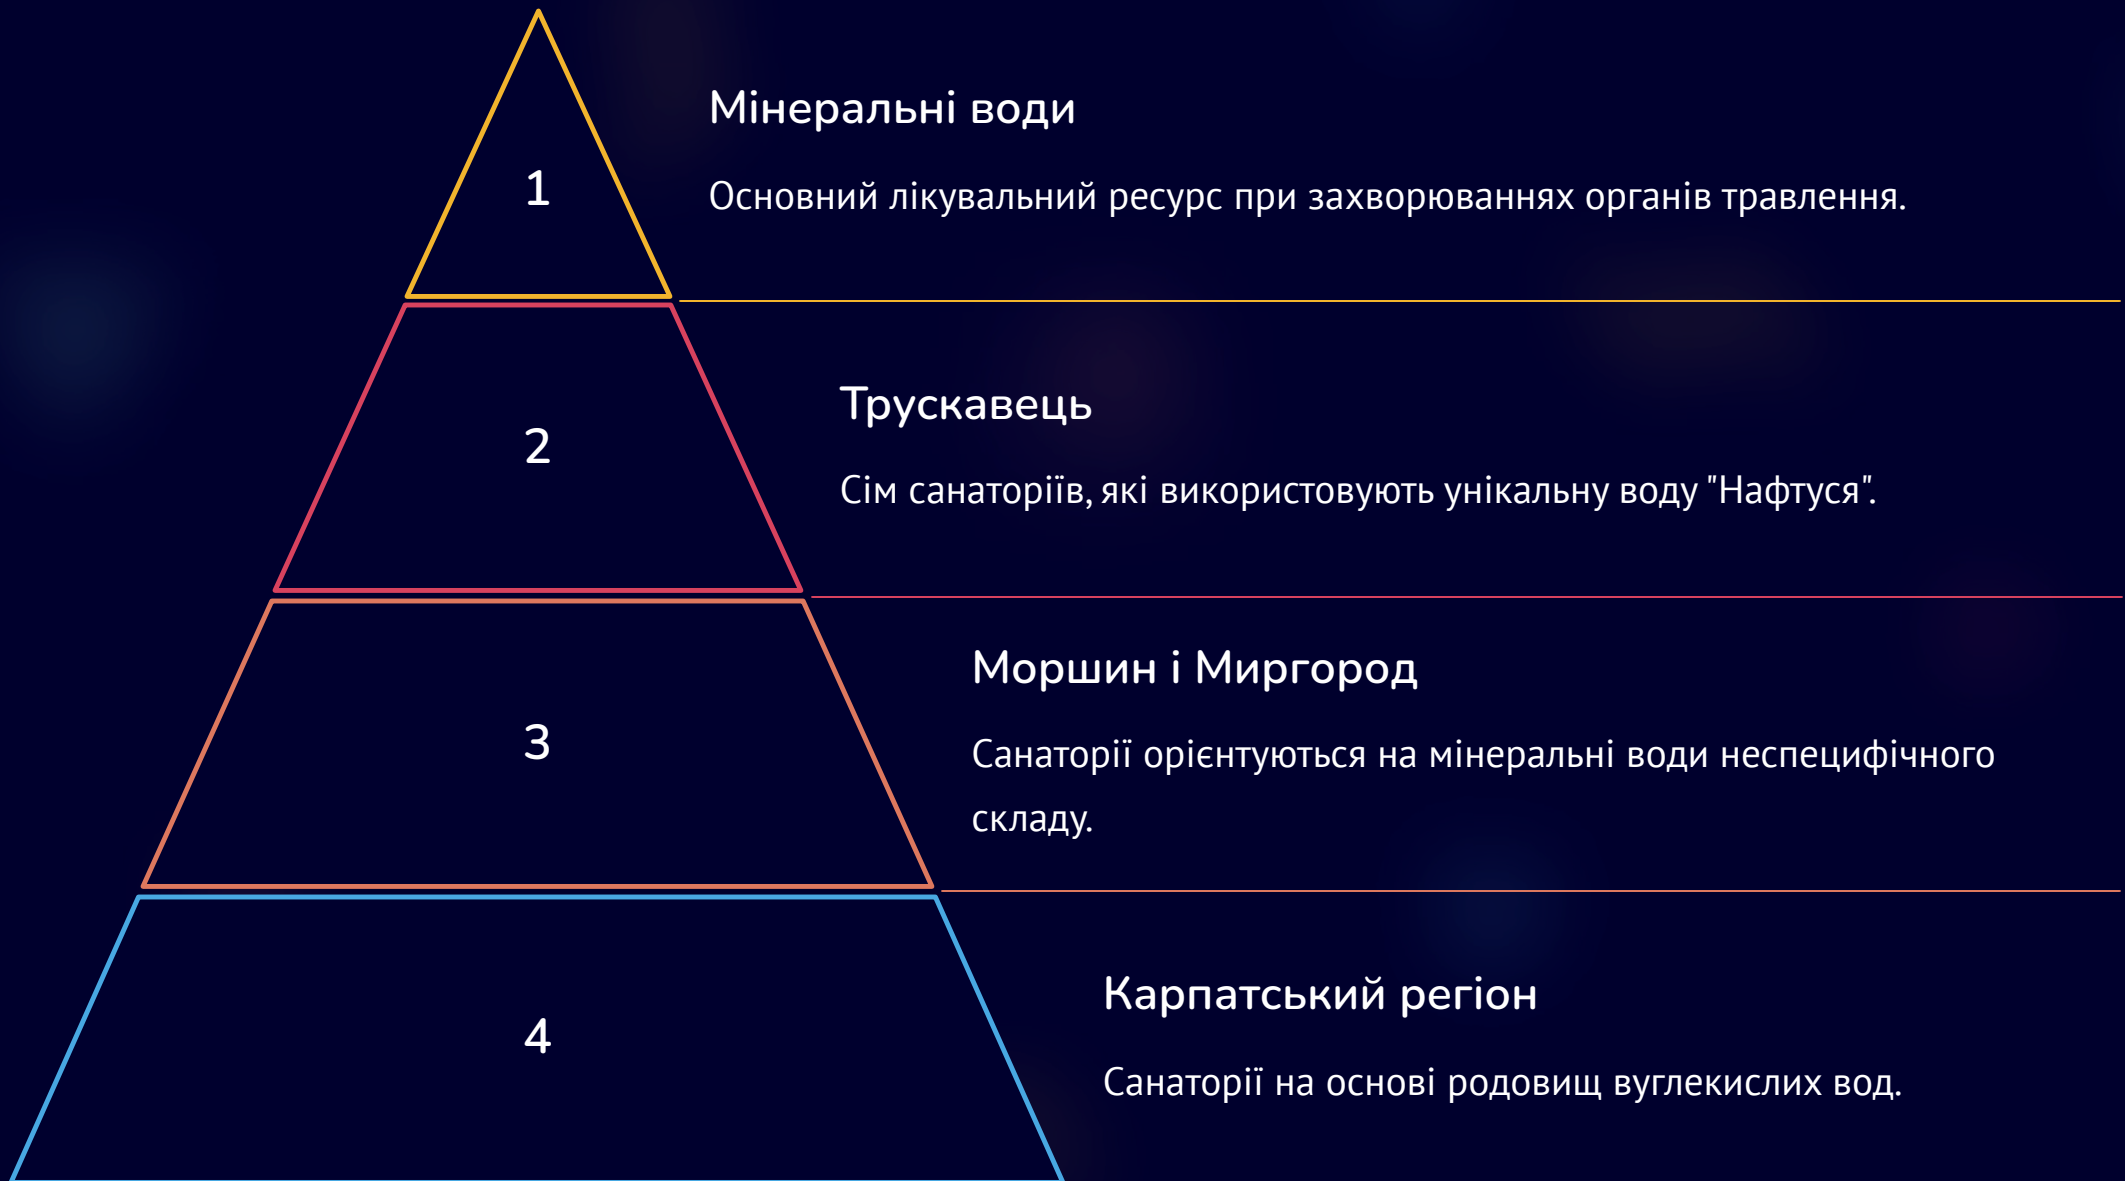 1
Мінеральні води
Основний лікувальний ресурс при захворюваннях органів травлення.
2
Трускавець
Сім санаторіїв, які використовують унікальну воду "Нафтуся".
3
Моршин і Миргород
Санаторії орієнтуються на мінеральні води неспецифічного
складу.
4
Карпатський регіон
Санаторії на основі родовищ вуглекислих вод.